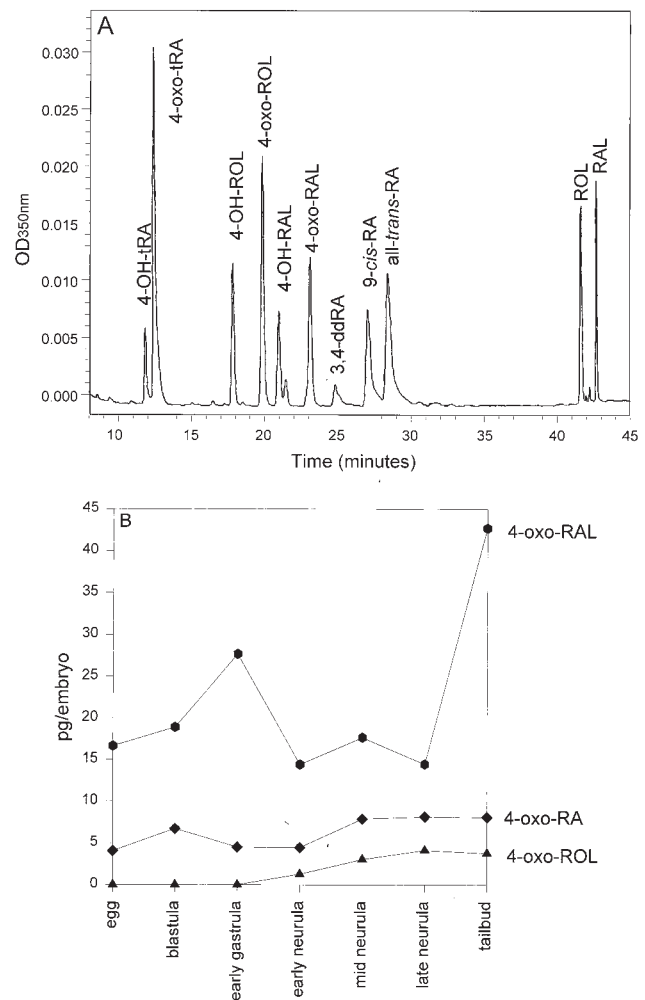 A
0.030
0.025
0.020
0.015
0.010
0.005
0.000
OD350nm
4-OH-tRA
4-oxo-tRA
4-OH-ROL
4-oxo-ROL
4-OH-RAL
4-oxo-RAL
3,4-ddRA
9-cis-RA
all-trans-RA
ROL
RAL
10 15 20 25 30 35 40 45
Time (minutes)
B
45
40
35
30
25
20
15
10
5
0
pg/embryo
4-oxo-RAL
4-oxo-RA
4-oxo-ROL
egg
blastula
early gastrula
early neurula
mid neurula
late neurula
tailbud